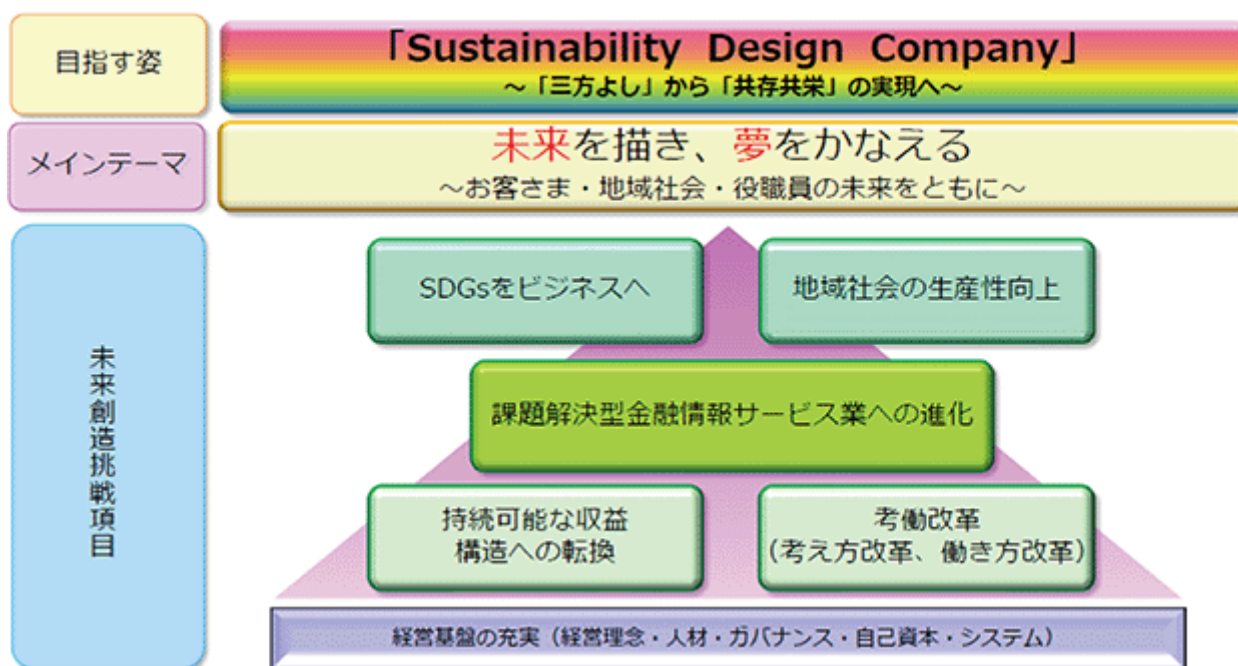 目指す姿
「Sustainability Design Company」
～「三方よし」から「共存共栄」の実現へ～
メインテーマ
未来を描き、夢をかなえる
～お客さま・地域社会・役職員の未来をともに～
未来創造挑戦項目
SDGsをビジネスへ
地域社会の生産性向上
課題解決型金融情報サービス業への進化
持続可能な収益
構造への転換
考働改革
（考え方改革、働き方改革）
経営基盤の充実（経営理念・人材・ガバナンス・自己資本・システム）